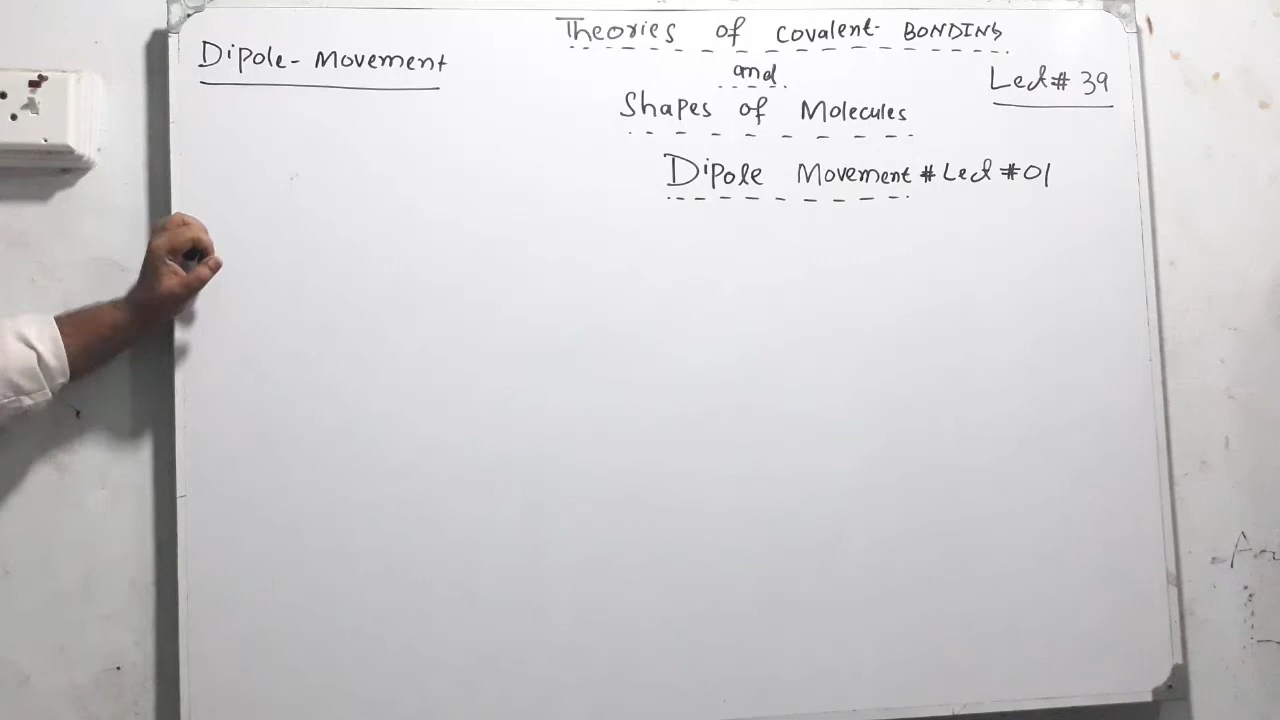 Theories of Covalent BONDING
and
Shapes of Molecules
Dipole - Movement
Lect# 39
Dipole Movement # Lect #01